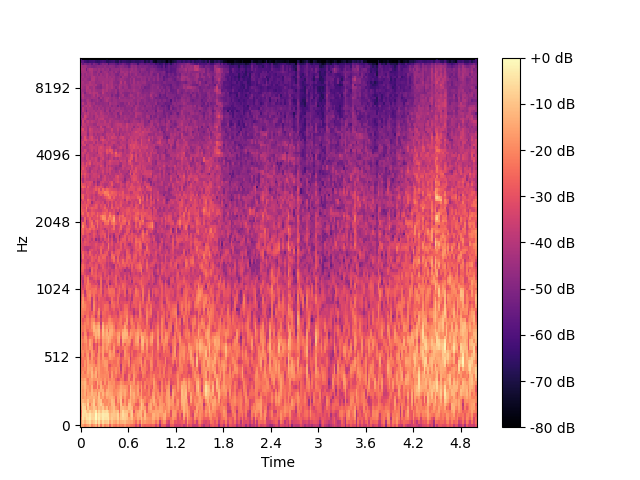 +0 dB
8192
-10 dB
4096
-20 dB
-30 dB
2048
Hz
-40 dB
1024
-50 dB
-60 dB
512
-70 dB
0
-80 dB
0 0.6 1.2 1.8 2.4 3 3.6 4.2 4.8
Time